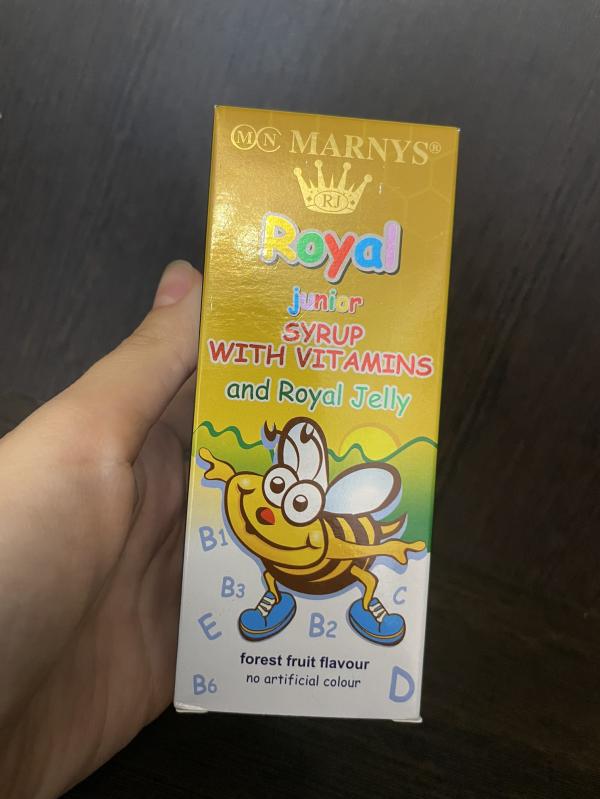 MN MARNYS®
RJ
Royal
junior
SYRUP
WITH VITAMINS
and Royal Jelly
B1
B3
C
E
B2
forest fruit flavour
no artificial colour
B6
D